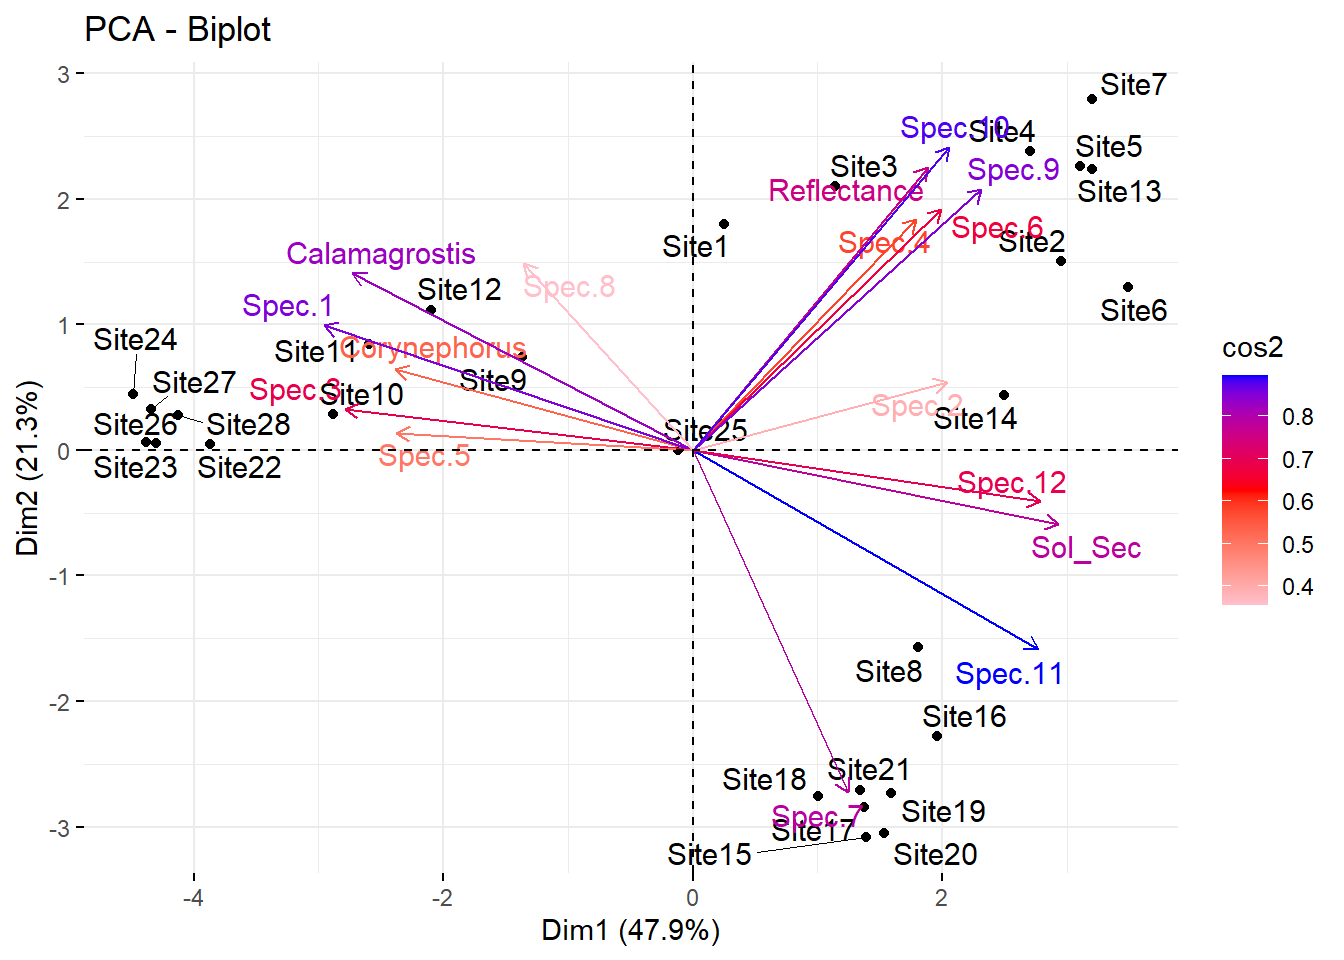 PCA - Biplot
3
2
1
0
-1
-2
-3
Dim2 (21.3%)
Site7
Spec.10
Site4
Site5
Spec.9
Site3
Reflectance
Site13
Spec.6
Site1
Spec.4
Site2
Calamagrostis
Site12
Spec.8
Spec.1
Site6
Site24
Site11
Corynephorus
Site27
Site9
Spec.3
Site10
Spec.2
Site14
Site26
Site28
Site25
Site23
Site22
Spec.5
Spec.12
Sol_Sec
Site8
Spec.11
Site16
Site18
Site21
Spec.7
Site19
Site17
Site15
Site20
-4
-2
0
2
Dim1 (47.9%)
cos2
0.8
0.7
0.6
0.5
0.4